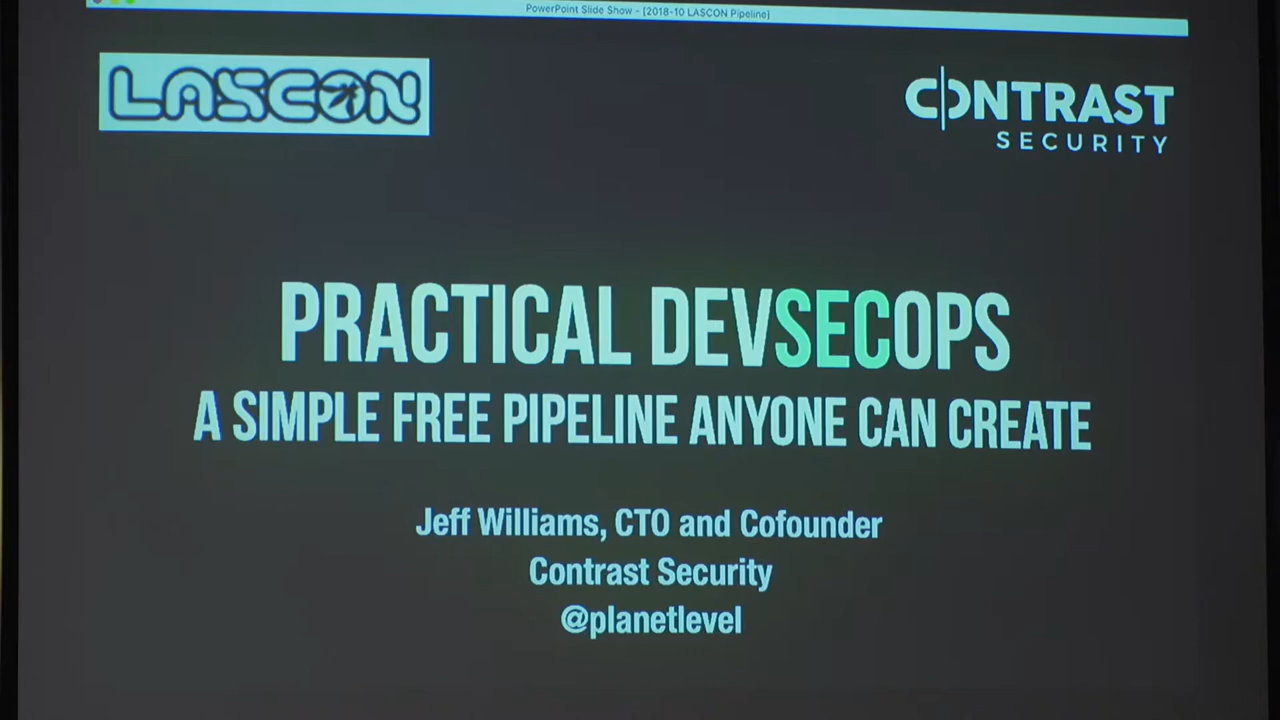 PowerPoint Slide Show - [2018-10 LASCON Pipeline]
LASCON
CONTRAST
SECURITY
PRACTICAL DEVSECOPS
A SIMPLE FREE PIPELINE ANYONE CAN CREATE
Jeff Williams, CTO and Cofounder
Contrast Security
@planetlevel